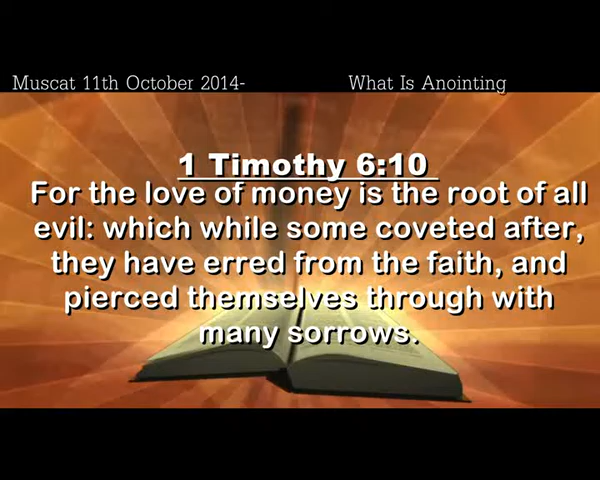 Muscat 11th October 2014- What Is Anointing
1 Timothy 6:10
For the love of money is the root of all
evil: which while some coveted after,
they have erred from the faith, and
pierced themselves through with
many sorrows.